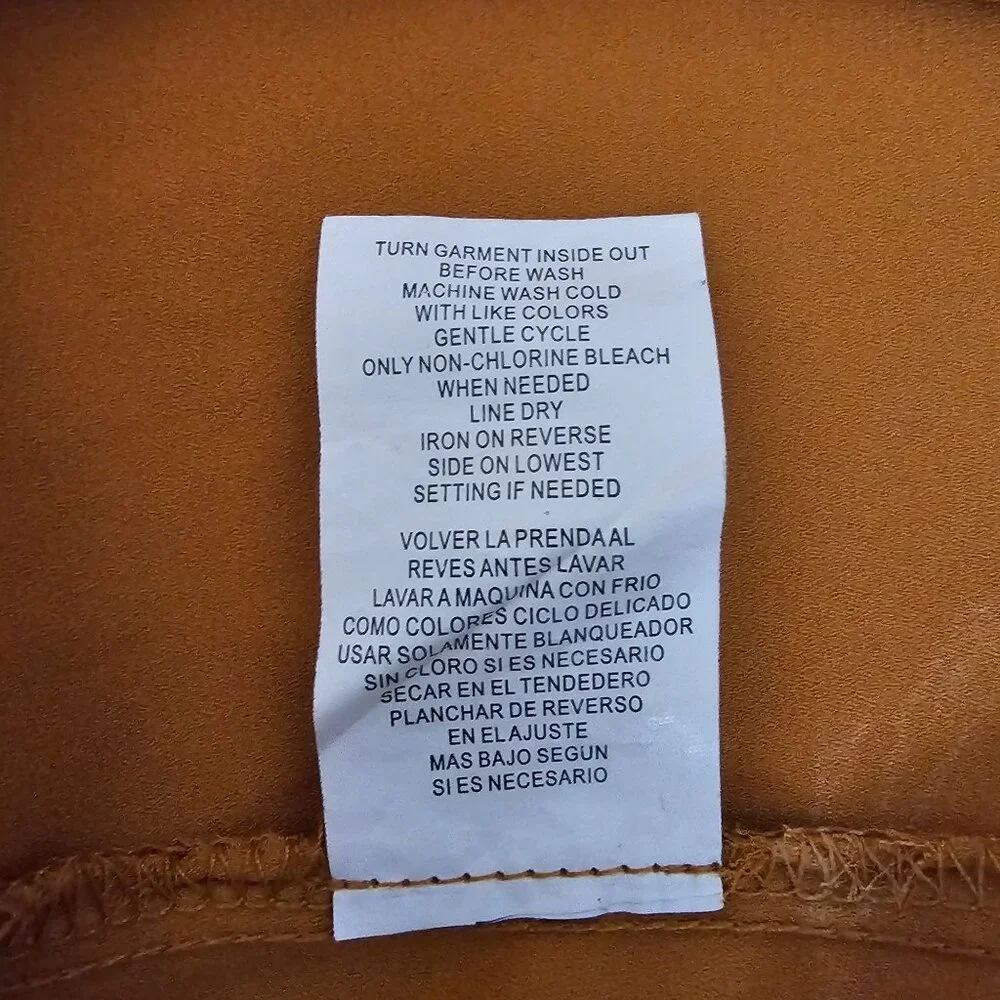 TURN GARMENT INSIDE OUT
BEFORE WASH
MACHINE WASH COLD
WITH LIKE COLORS
GENTLE CYCLE
ONLY NON-CHLORINE BLEACH
WHEN NEEDED
LINE DRY
IRON ON REVERSE
SIDE ON LOWEST
SETTING IF NEEDED
VOLVER LA PRENDA AL
REVES ANTES LAVAR
LAVAR A MAQUINA CON FRIO
COMO COLORES CICLO DELICADO
USAR SOLAMENTE BLANQUEADOR
SIN CLORO SI ES NECESARIO
SECAR EN EL TENDEDERO
PLANCHAR DE REVERSO
EN EL AJUSTE
MAS BAJO SEGUN
SI ES NECESARIO